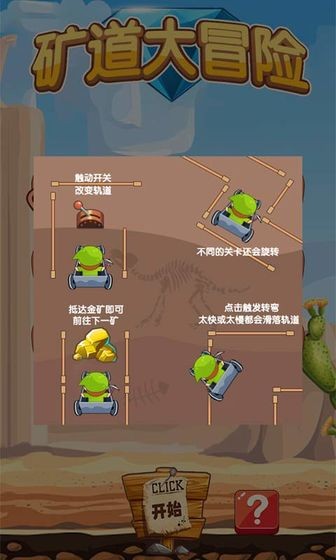 矿道大冒险
触动开关
改变轨道
不同的关卡还会旋转
抵达金矿即可
前往下一矿
点击触发转弯
太快或太慢都会滑落轨道
CLICK
开始
?